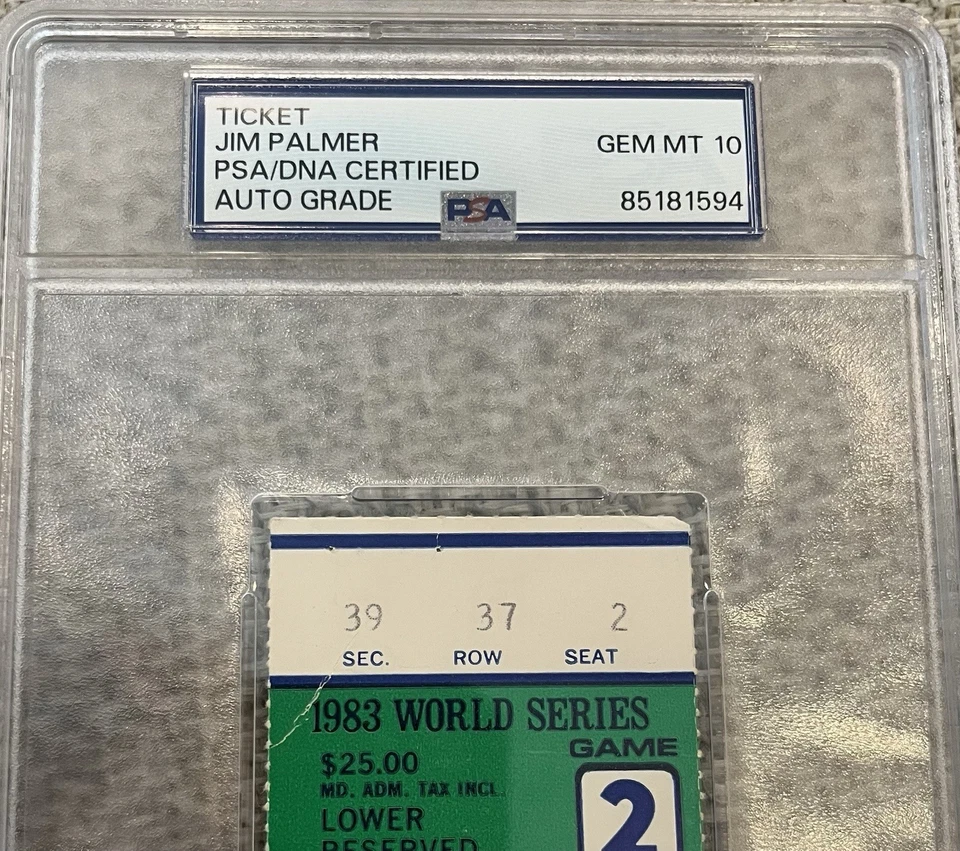 TICKET
JIM PALMER
GEM MT 10
PSA/DNA CERTIFIED
AUTO GRADE
PSA
85181594
39 37 2
SEC. ROW SEAT
1983 WORLD SERIES
GAME
2
$25.00
MD. ADM. TAX INCL.
LOWER
RESERVED